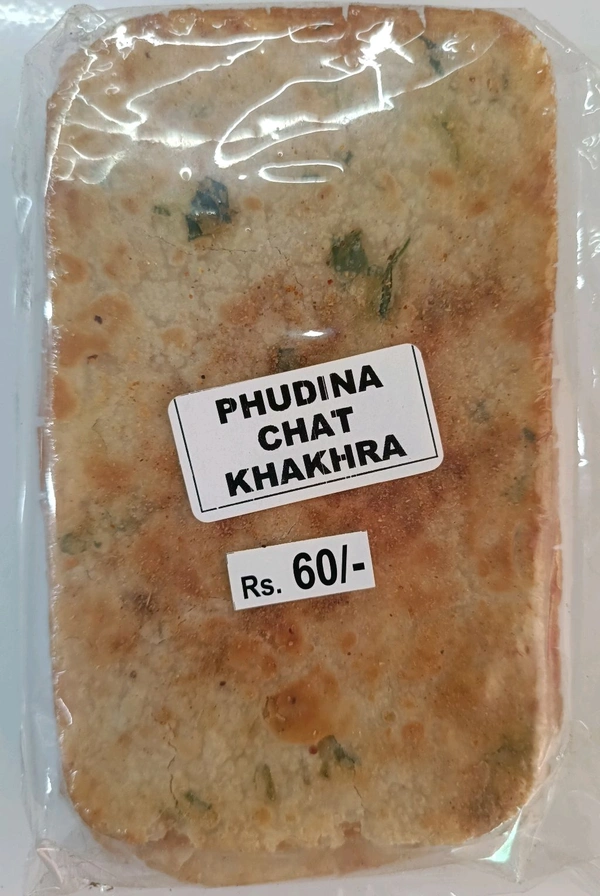 PHUDINA
CHAT
KHAKHRA
Rs. 60/-